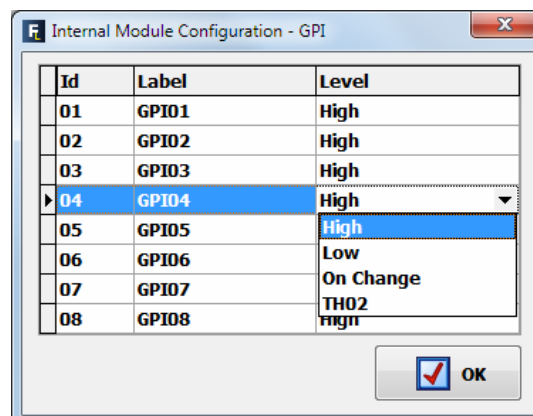 Internal Module Configuration - GPI
Id Label Level
01 GPI01 High
02 GPI02 High
03 GPI03 High
04 GPI04 High
05 GPI05 High
06 GPI06 Low
07 GPI07 On Change
TH02
08 GPI08 High
OK